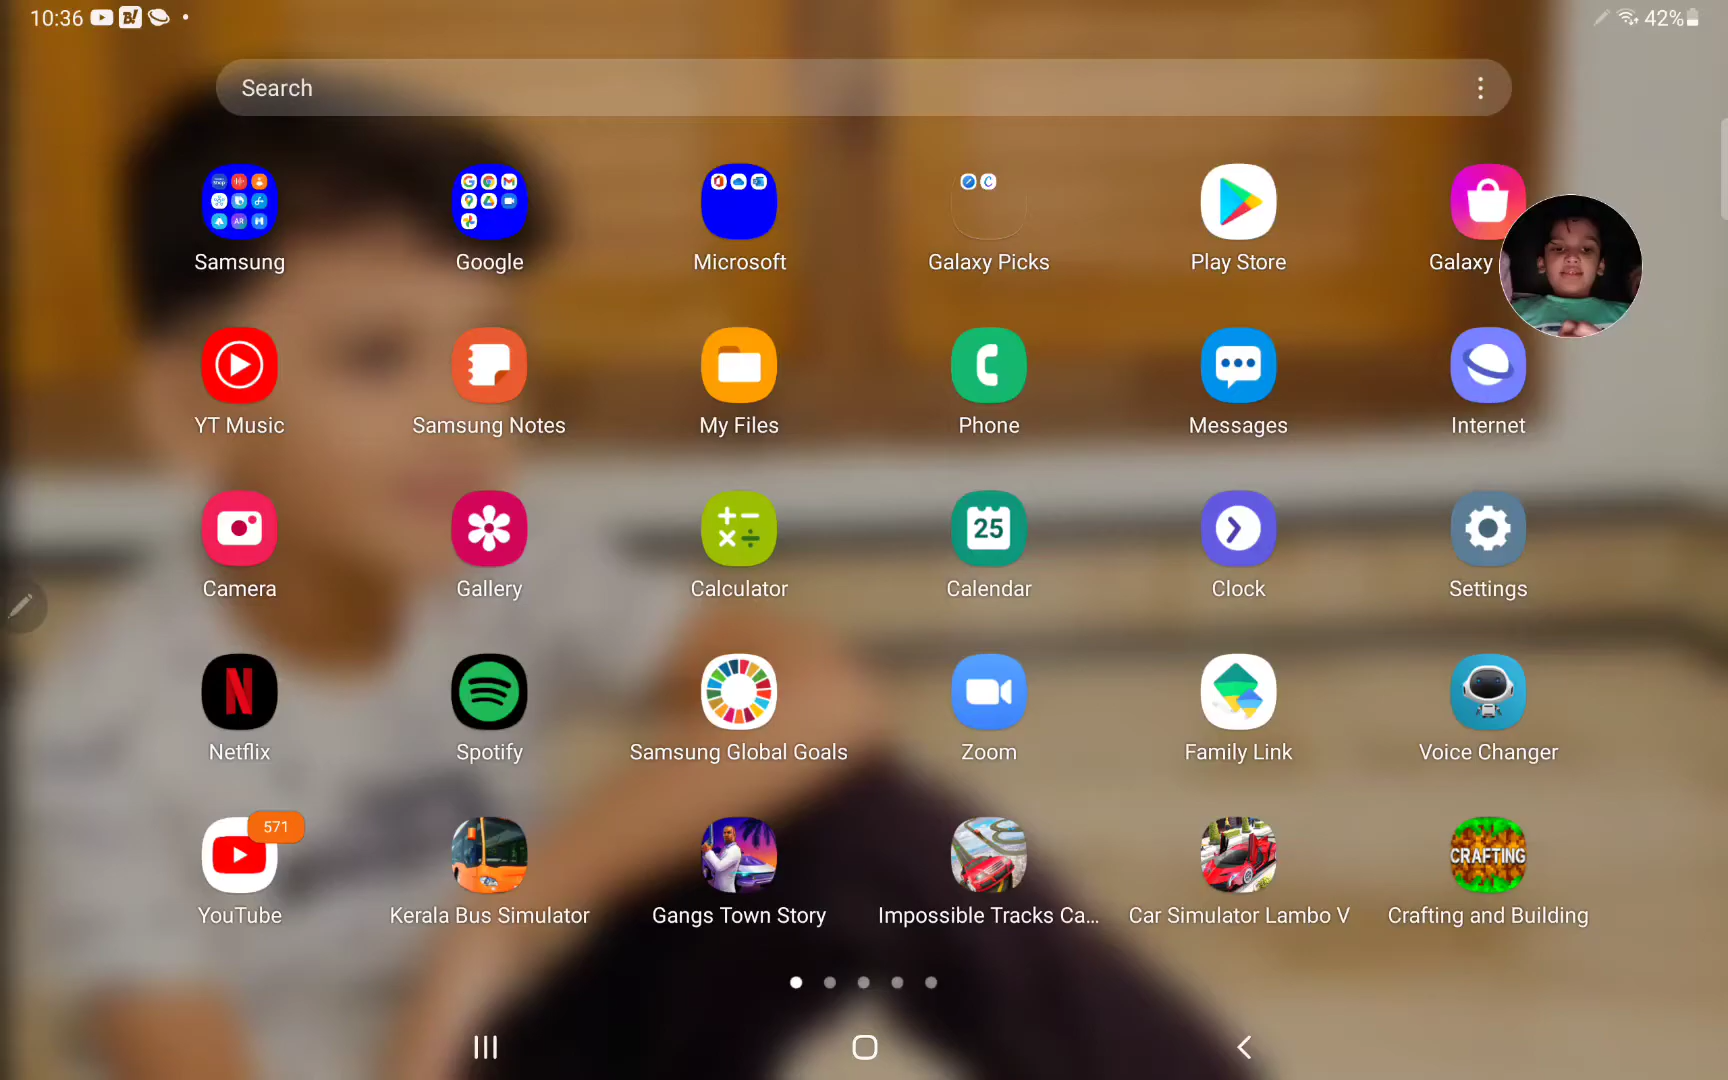 10:36 42%
Search
Samsung Google Microsoft Galaxy Picks Play Store Galaxy
YT Music Samsung Notes My Files Phone Messages Internet
25
Camera Gallery Calculator Calendar Clock Settings
Netflix Spotify Samsung Global Goals Zoom Family Link Voice Changer
571
CRAFTING
YouTube Kerala Bus Simulator Gangs Town Story Impossible Tracks Ca... Car Simulator Lambo V Crafting and Building